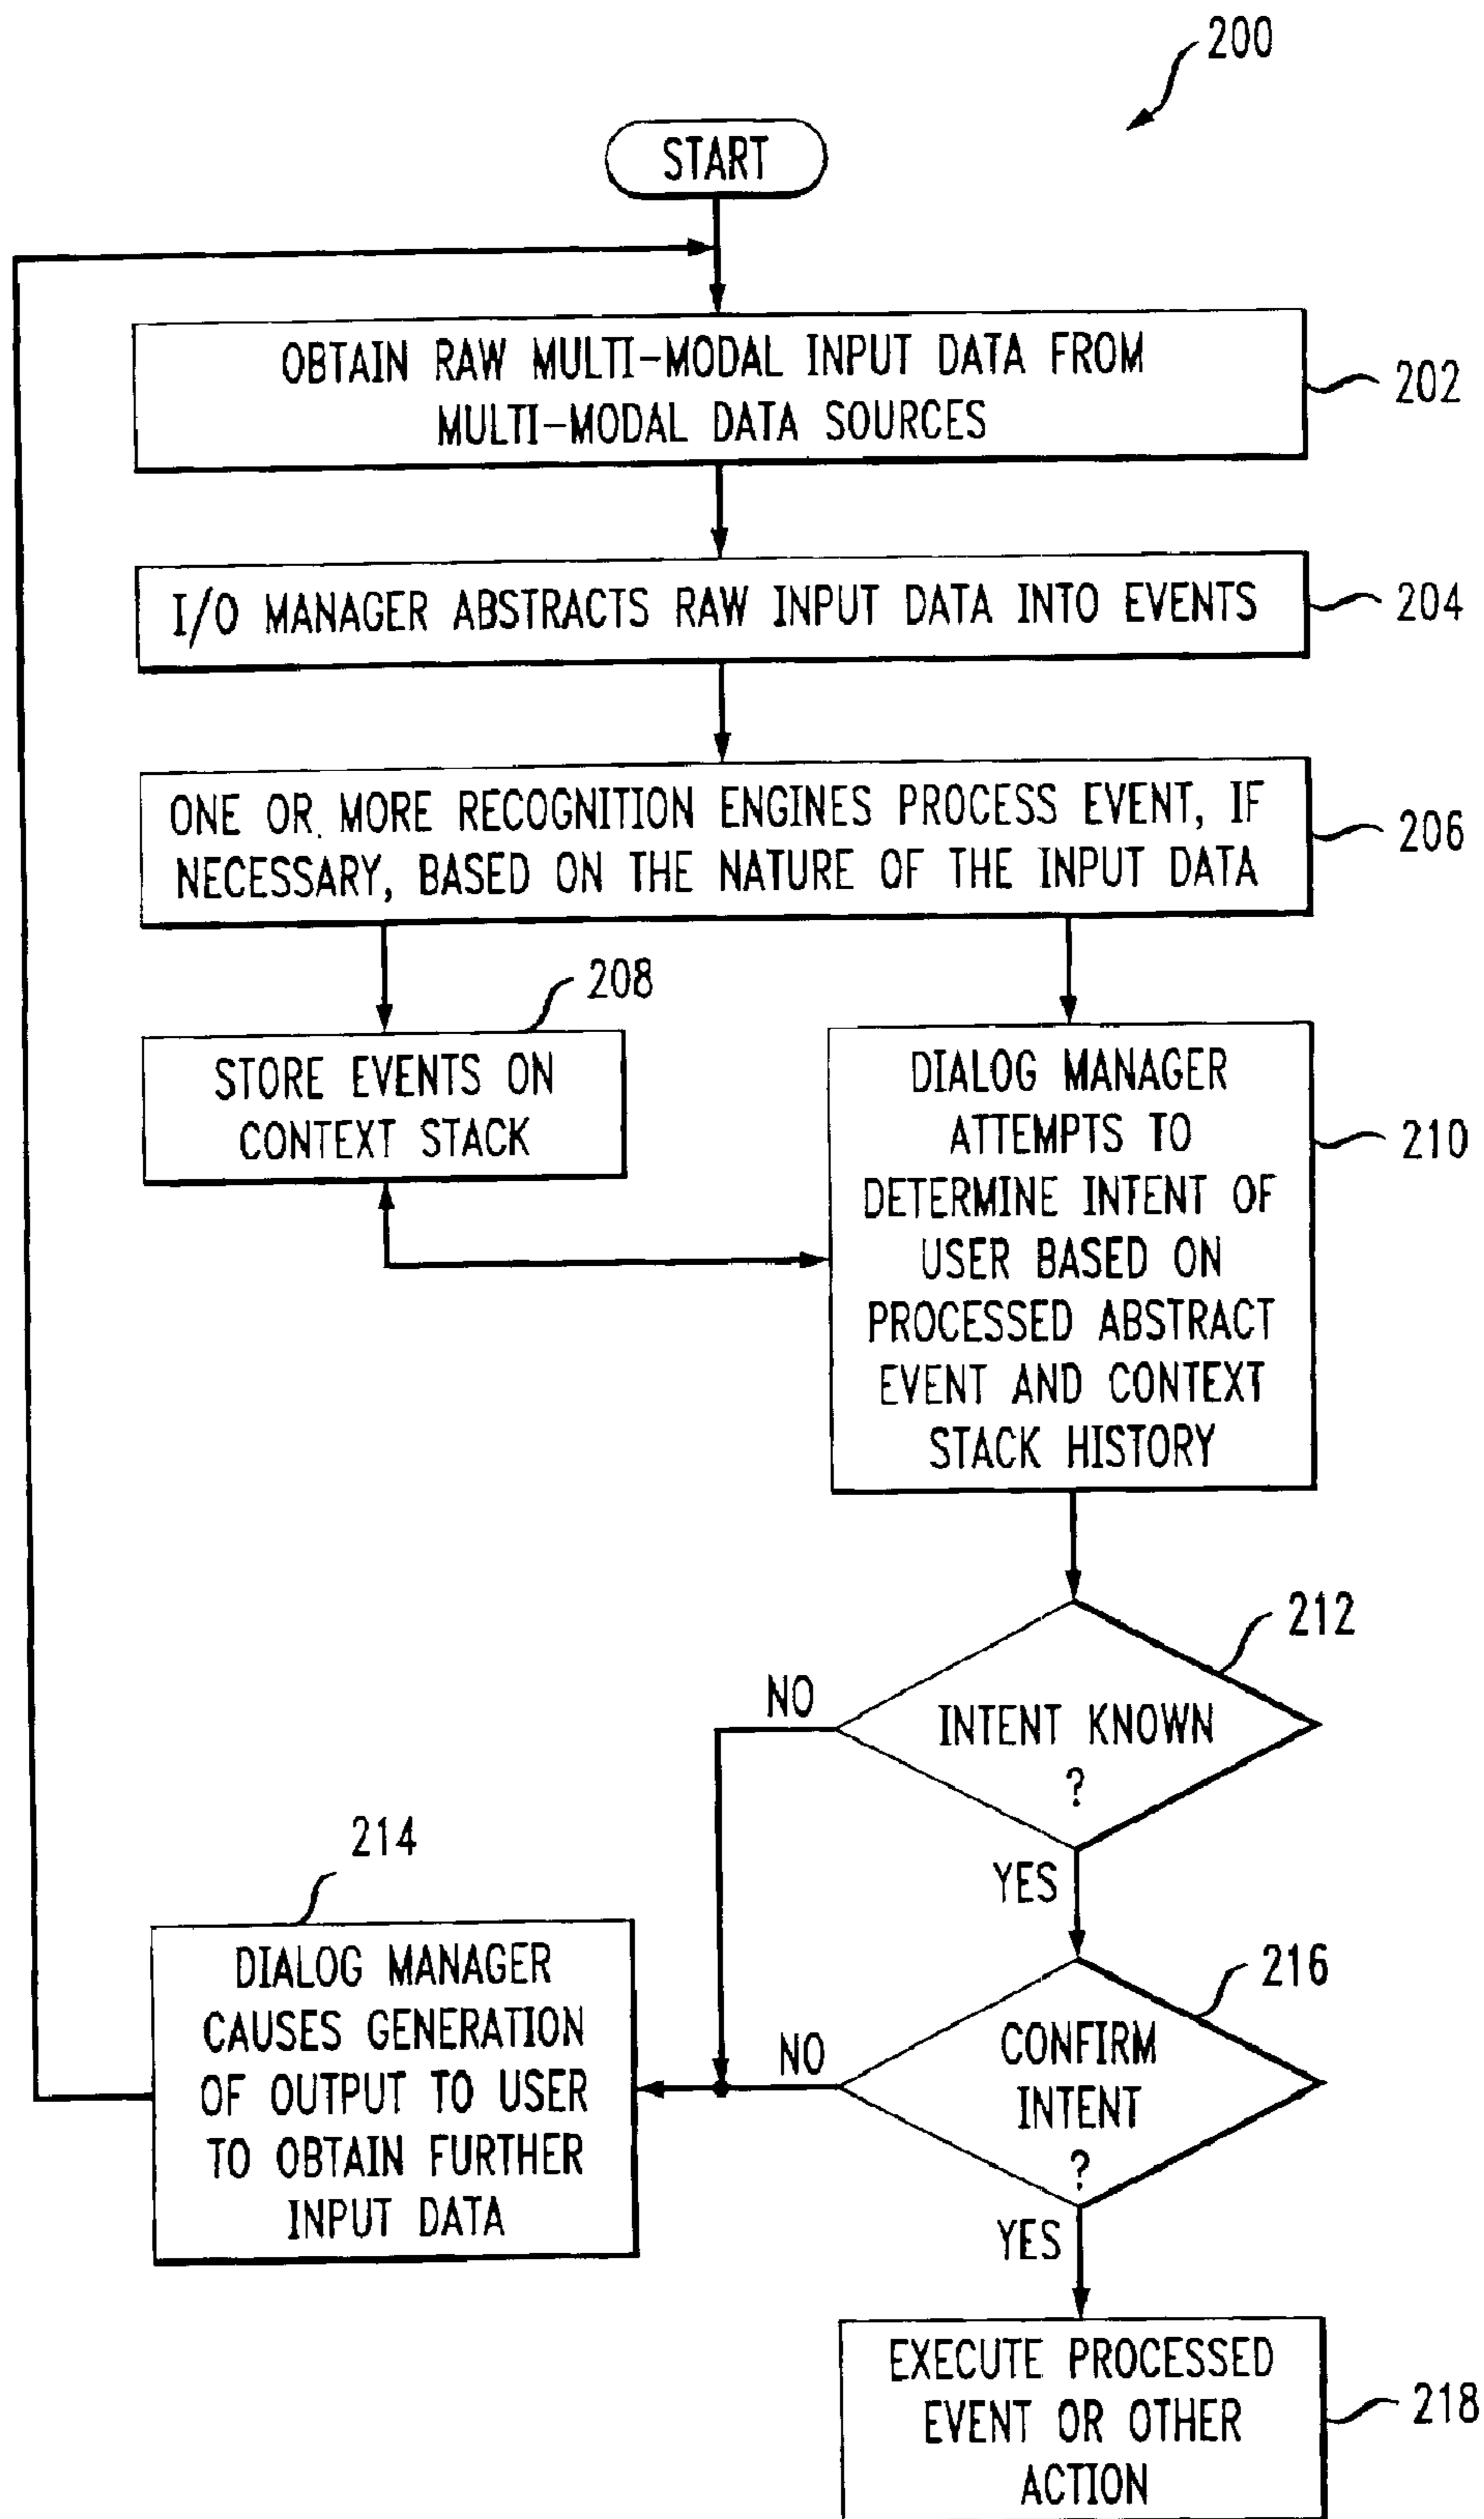 200
START
OBTAIN RAW MULTI-MODAL INPUT DATA FROM
MULTI-MODAL DATA SOURCES
202
I/O MANAGER ABSTRACTS RAW INPUT DATA INTO EVENTS
204
ONE OR MORE RECOGNITION ENGINES PROCESS EVENT, IF
NECESSARY, BASED ON THE NATURE OF THE INPUT DATA
206
208
STORE EVENTS ON
CONTEXT STACK
DIALOG MANAGER
ATTEMPTS TO
DETERMINE INTENT OF
USER BASED ON
PROCESSED ABSTRACT
EVENT AND CONTEXT
STACK HISTORY
210
212
INTENT KNOWN
?
NO
YES
214
DIALOG MANAGER
CAUSES GENERATION
OF OUTPUT TO USER
TO OBTAIN FURTHER
INPUT DATA
216
CONFIRM
INTENT
?
NO
YES
EXECUTE PROCESSED
EVENT OR OTHER
ACTION
218